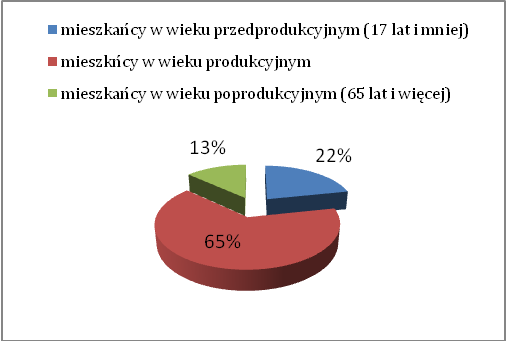 mieszkańcy w wieku przedprodukcyjnym (17 lat i mniej)
mieszkńcy w wieku produkcyjnym
mieszkańcy w wieku poprodukcyjnym (65 lat i więcej)
13%
22%
65%